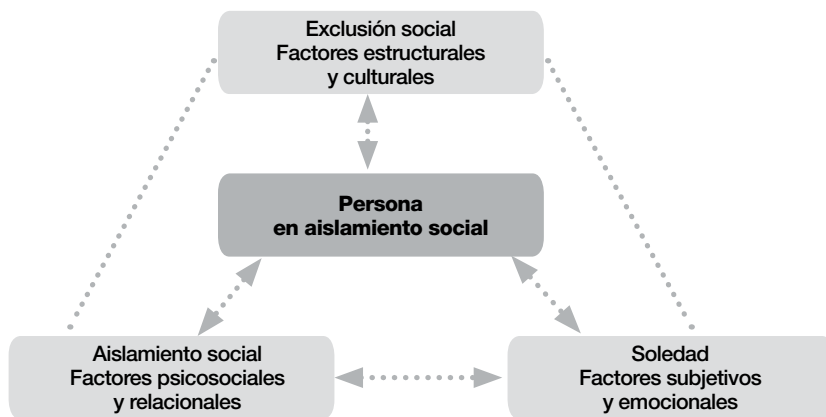 Exclusión social
Factores estructurales
y culturales
Persona
en aislamiento social
Aislamiento social
Factores psicosociales
y relacionales
Soledad
Factores subjetivos
y emocionales